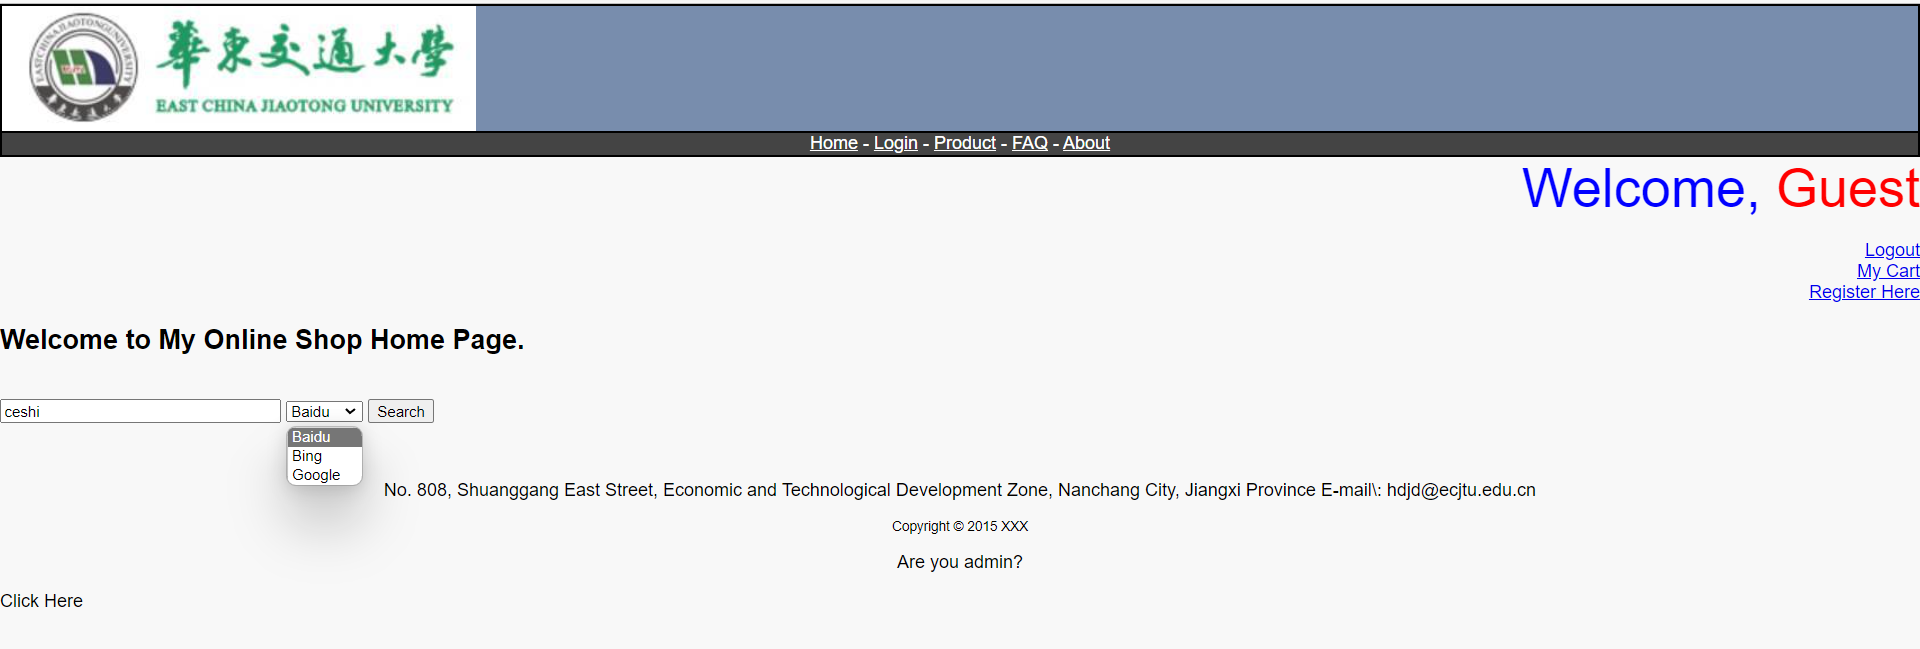 華東交通大學
EAST CHINA JIAOTONG UNIVERSITY
Home - Login - Product - FAQ - About
Welcome, Guest
Logout
My Cart
Register Here
Welcome to My Online Shop Home Page.
ceshi Baidu Search
Baidu
Bing
Google
No. 808, Shuanggang East Street, Economic and Technological Development Zone, Nanchang City, Jiangxi Province E-mail\: hdjd@ecjtu.edu.cn
Copyright © 2015 XXX
Are you admin?
Click Here